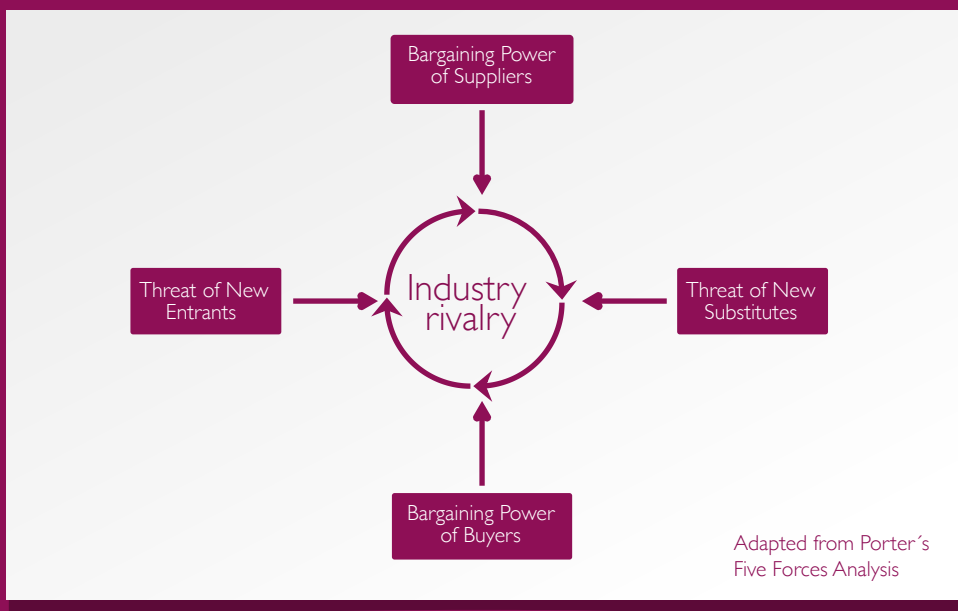 Bargaining Power
of Suppliers
Threat of New
Entrants
Industry
rivalry
Threat of New
Substitutes
Bargaining Power
of Buyers
Adapted from Porter´s
Five Forces Analysis